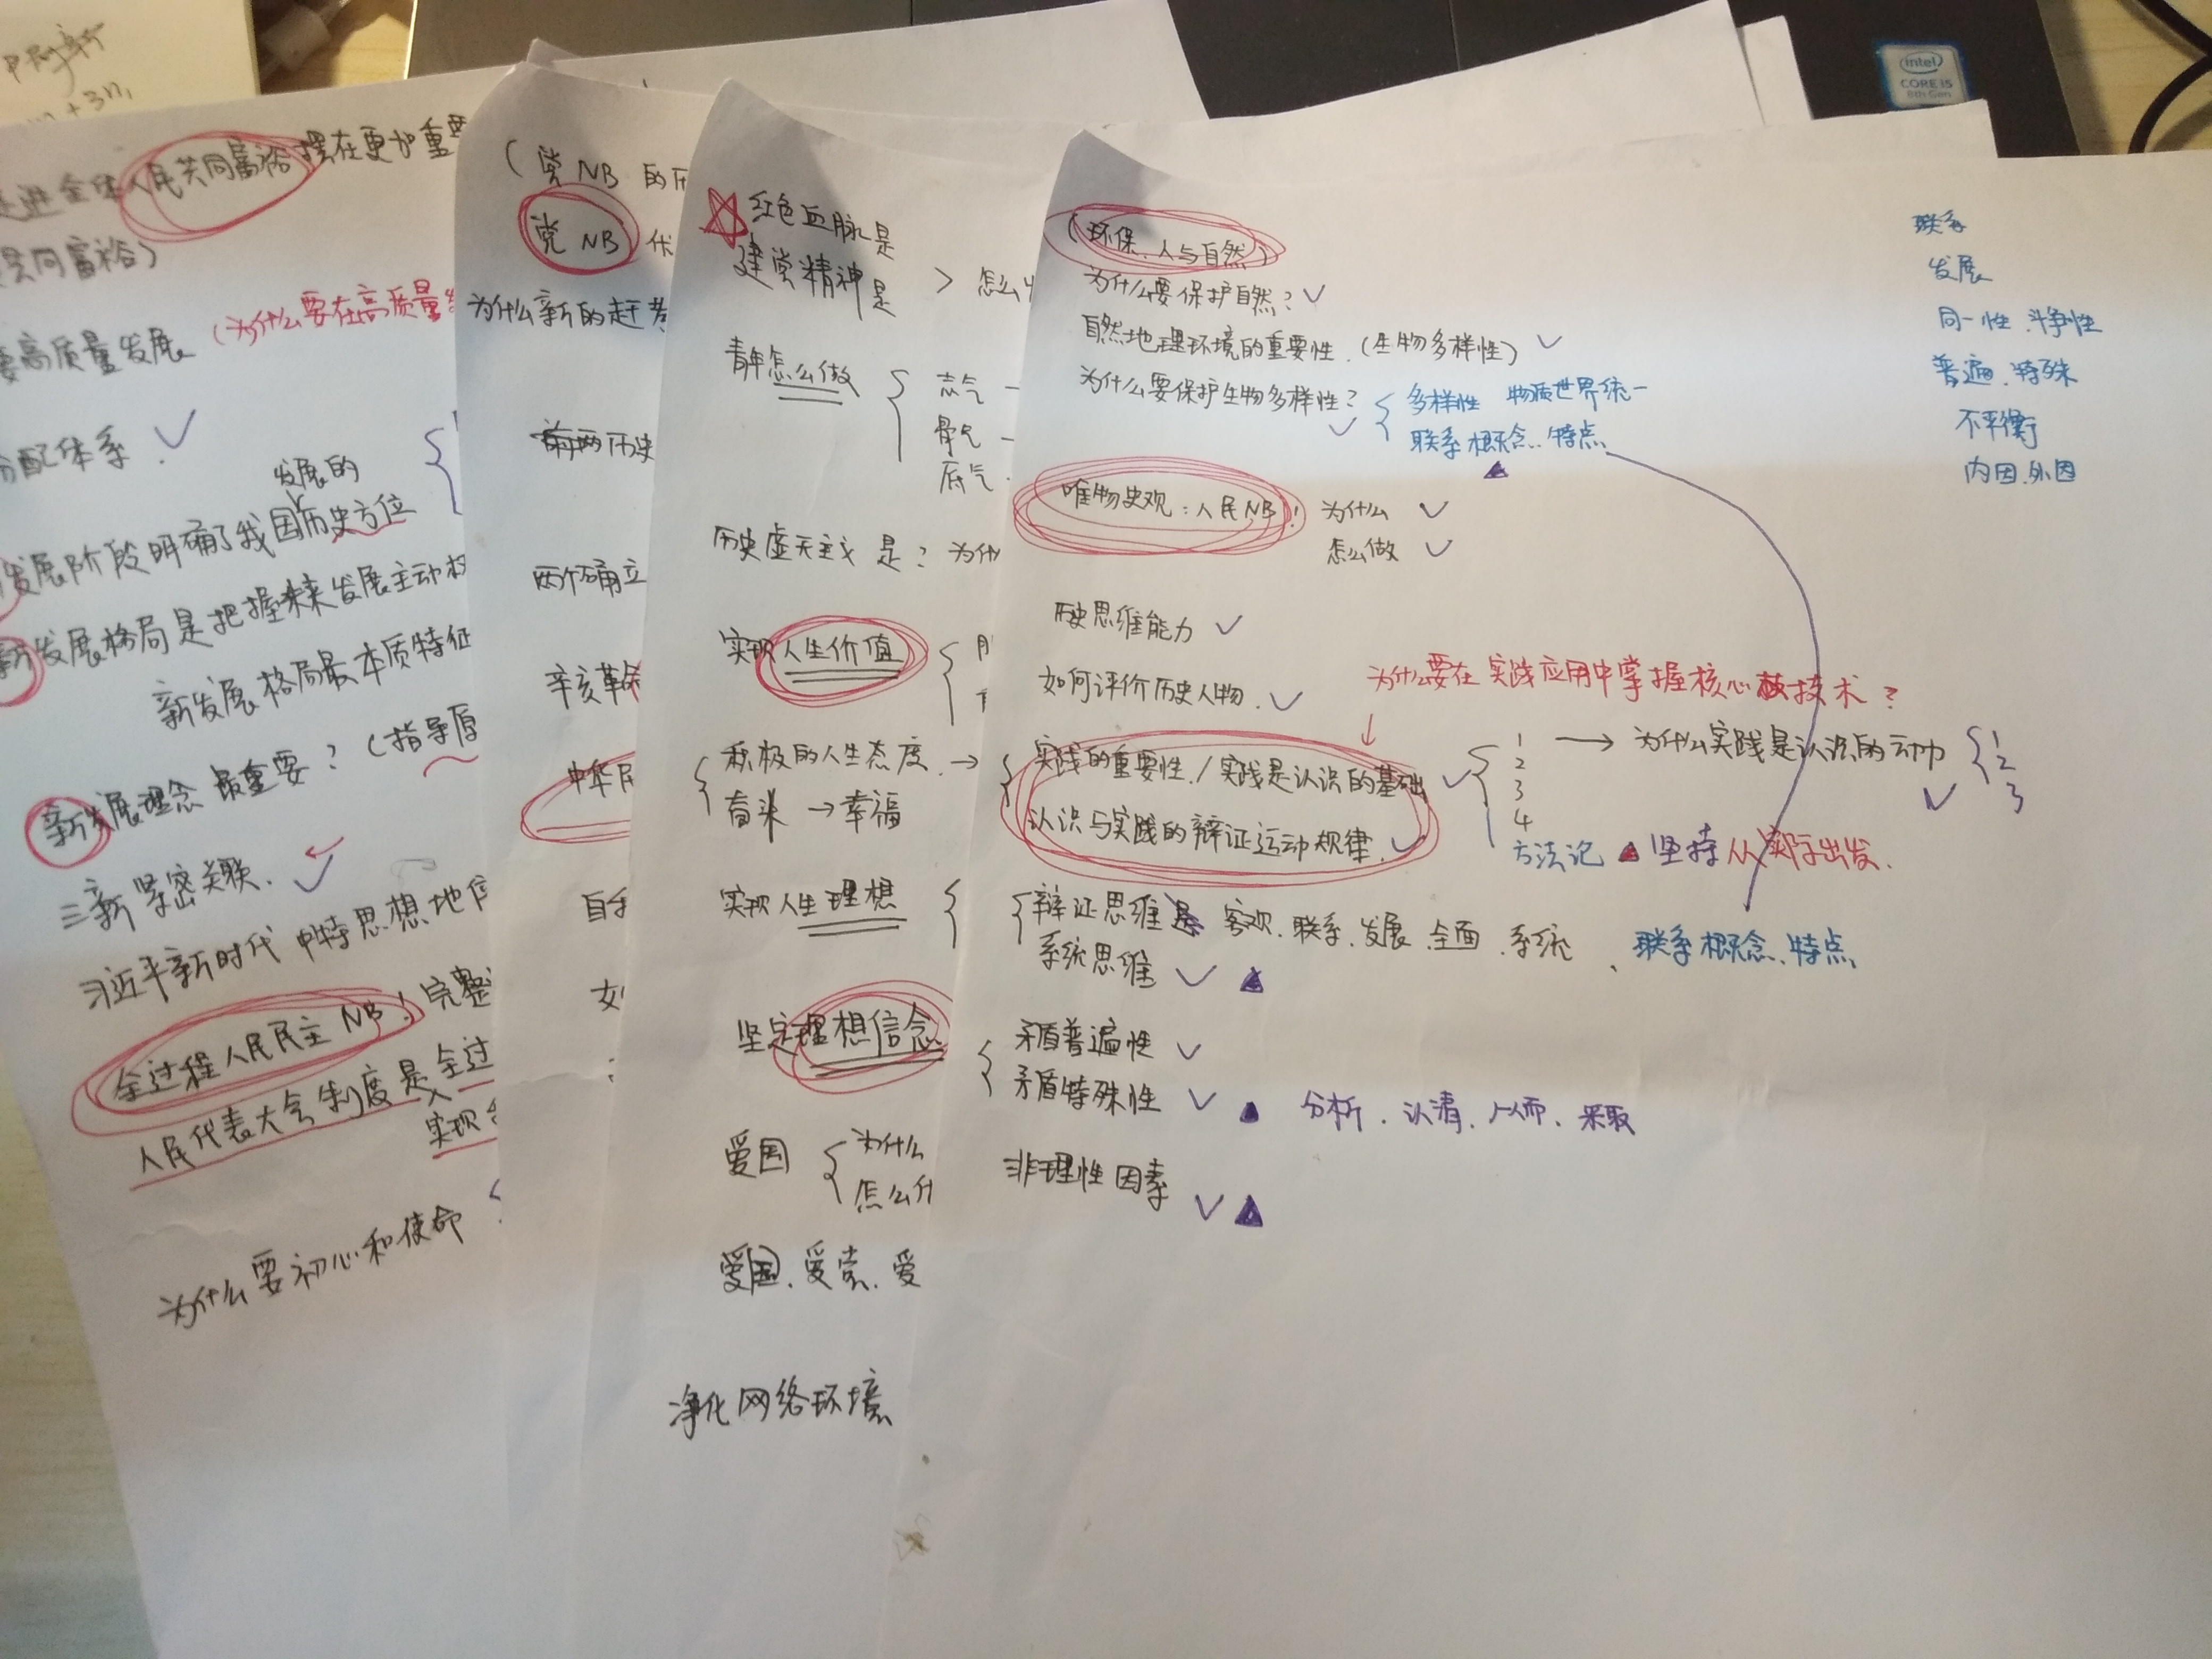 +3n,
intel
CORE i5
8th Gen
进全体人民共同富裕摆在更加重要
共同富裕)
要高质量发展 (为什么要在高质量
分配体系
发展的
发展阶段明确了我国历史方位
新发展格局是把握未来发展主动权
新发展格局最本质特征
新发展理念最重要?(指导原
三新紧密关联.
习近平新时代中特思想地位
全过程人民民主NB!完整
人民代表大会制度是全过
实现
为什么要初心和使命
(党NB的历
党NB 优
为什么新的赶考
前两历史
两个确立
辛亥革命
中华民
自我
红色血脉是
建党精神是 > 怎么
青年怎么做 { 志气 —
骨气 —
底气
历史虚无主义 是?为什
实现人生价值 {
{ 积极的人生态度. →
奋斗 → 幸福
实现人生理想 {
坚定理想信念
爱国 { 为什么
怎么什
爱国.爱党.爱
净化网络环境
(环保.人与自然)
为什么要保护自然? ✓
自然地理环境的重要性.(生物多样性) ✓
为什么要保护生物多样性? ✓ { 多样性 物质世界统一
联系概念.特点
▲
唯物史观:人民NB! 为什么 ✓
怎么做 ✓
历史思维能力 ✓
如何评价历史人物. ✓
为什么要在实践应用中掌握核心技术?
↓
{ 实践的重要性./实践是认识的基础 ✓ { 1 → 为什么实践是认识的动力 { 1
2
3
✓
2
3
4
认识与实践的辩证运动规律. ✓
方法论 ▲ 坚持从实际出发.
{ 辩证思维 客观.联系.发展.全面.系统 、联系概念、特点
系统思维 ✓ ▲
{ 矛盾普遍性 ✓
矛盾特殊性 ✓ ▲ 分析.认清.从而.采取
非理性因素 ✓ ▲
联系
发展
同一性.斗争性
普遍.特殊
不平衡
内因.外因